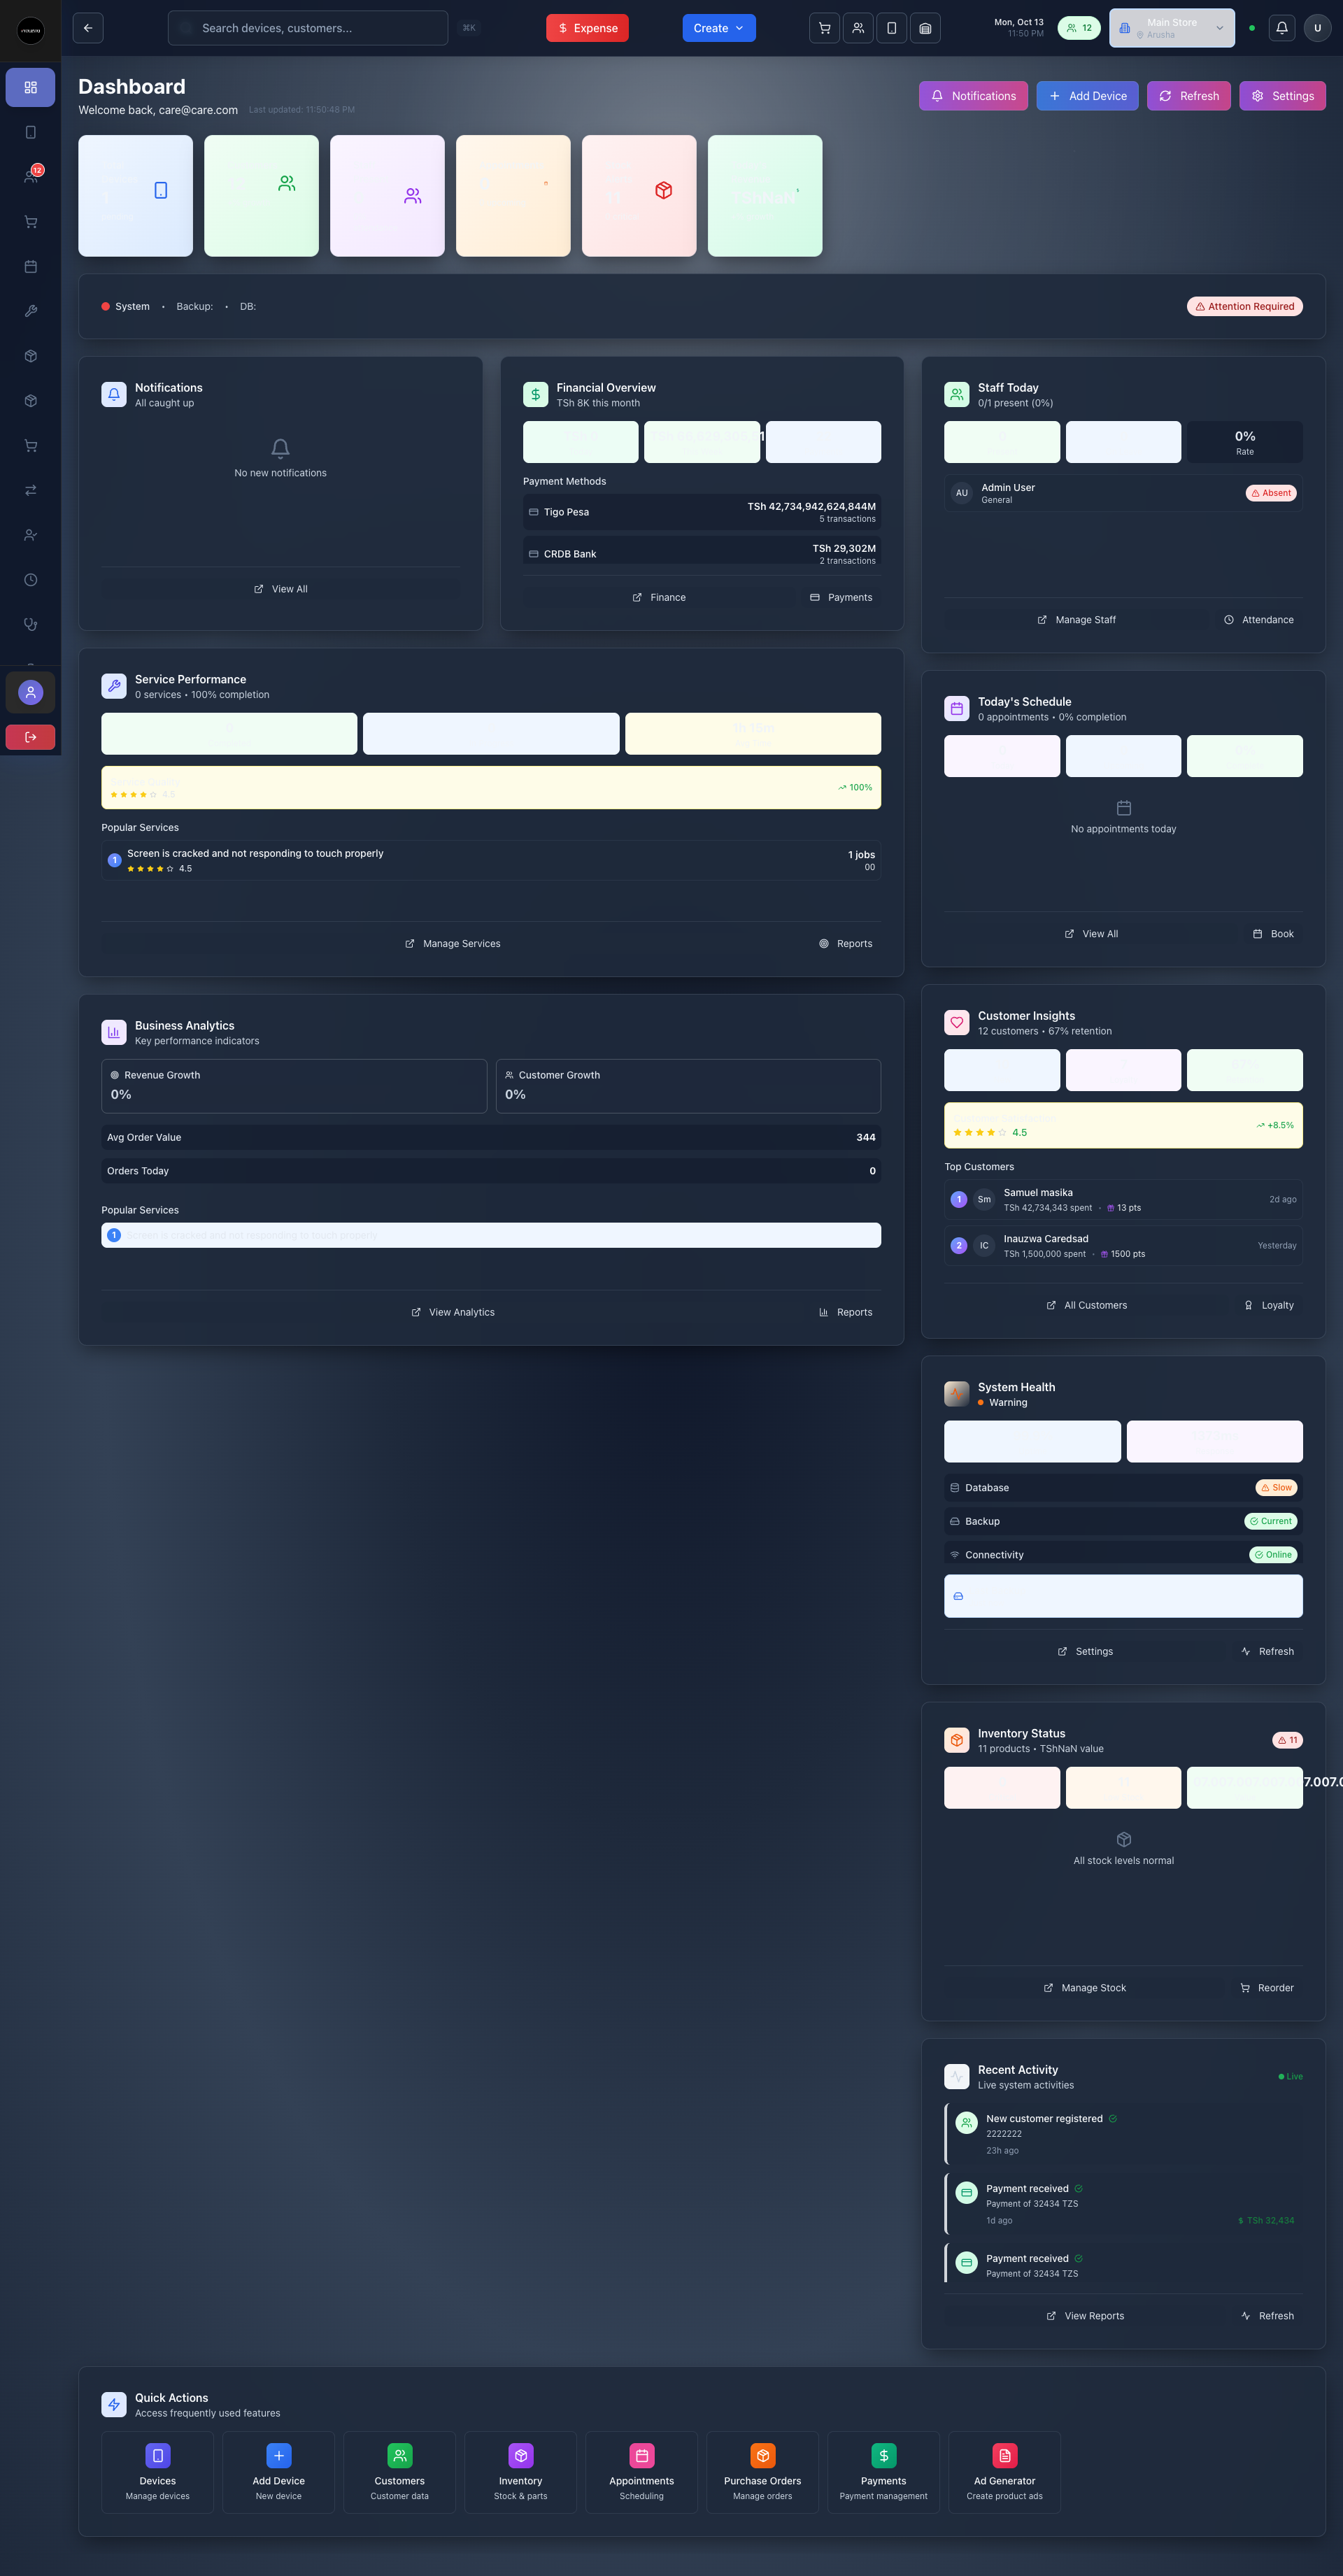 Search devices, customers...
⌘K
Expense
Create
Mon, Oct 13
11:50 PM
12
Main Store
Arusha
U
12
Dashboard
Welcome back, care@care.com
Last updated: 11:50:48 PM
Notifications
Add Device
Refresh
Settings
System • Backup: • DB:
Attention Required
Notifications
All caught up
No new notifications
View All
Financial Overview
TSh 8K this month
Payment Methods
Tigo Pesa
TSh 42,734,942,624,844M
5 transactions
CRDB Bank
TSh 29,302M
2 transactions
Finance
Payments
Staff Today
0/1 present (0%)
0%
Rate
AU
Admin User
General
Absent
Manage Staff
Attendance
Service Performance
0 services • 100% completion
1h 15m
4.5
100%
Popular Services
1
Screen is cracked and not responding to touch properly
4.5
1 jobs
00
Manage Services
Reports
Today's Schedule
0 appointments • 0% completion
No appointments today
View All
Book
Business Analytics
Key performance indicators
Revenue Growth
0%
Customer Growth
0%
Avg Order Value
344
Orders Today
0
Popular Services
1
Screen is cracked and not responding to touch properly
View Analytics
Reports
Customer Insights
12 customers • 67% retention
4.5
+8.5%
Top Customers
1
Sm
Samuel masika
TSh 42,734,343 spent • 13 pts
2d ago
2
IC
Inauzwa Caredsad
TSh 1,500,000 spent • 1500 pts
Yesterday
All Customers
Loyalty
System Health
Warning
Database
Slow
Backup
Current
Connectivity
Online
Settings
Refresh
Inventory Status
11 products • TShNaN value
11
All stock levels normal
Manage Stock
Reorder
Recent Activity
Live system activities
Live
New customer registered
2222222
23h ago
Payment received
Payment of 32434 TZS
1d ago
$ TSh 32,434
Payment received
Payment of 32434 TZS
View Reports
Refresh
Quick Actions
Access frequently used features
Devices
Manage devices
Add Device
New device
Customers
Customer data
Inventory
Stock & parts
Appointments
Scheduling
Purchase Orders
Manage orders
Payments
Payment management
Ad Generator
Create product ads